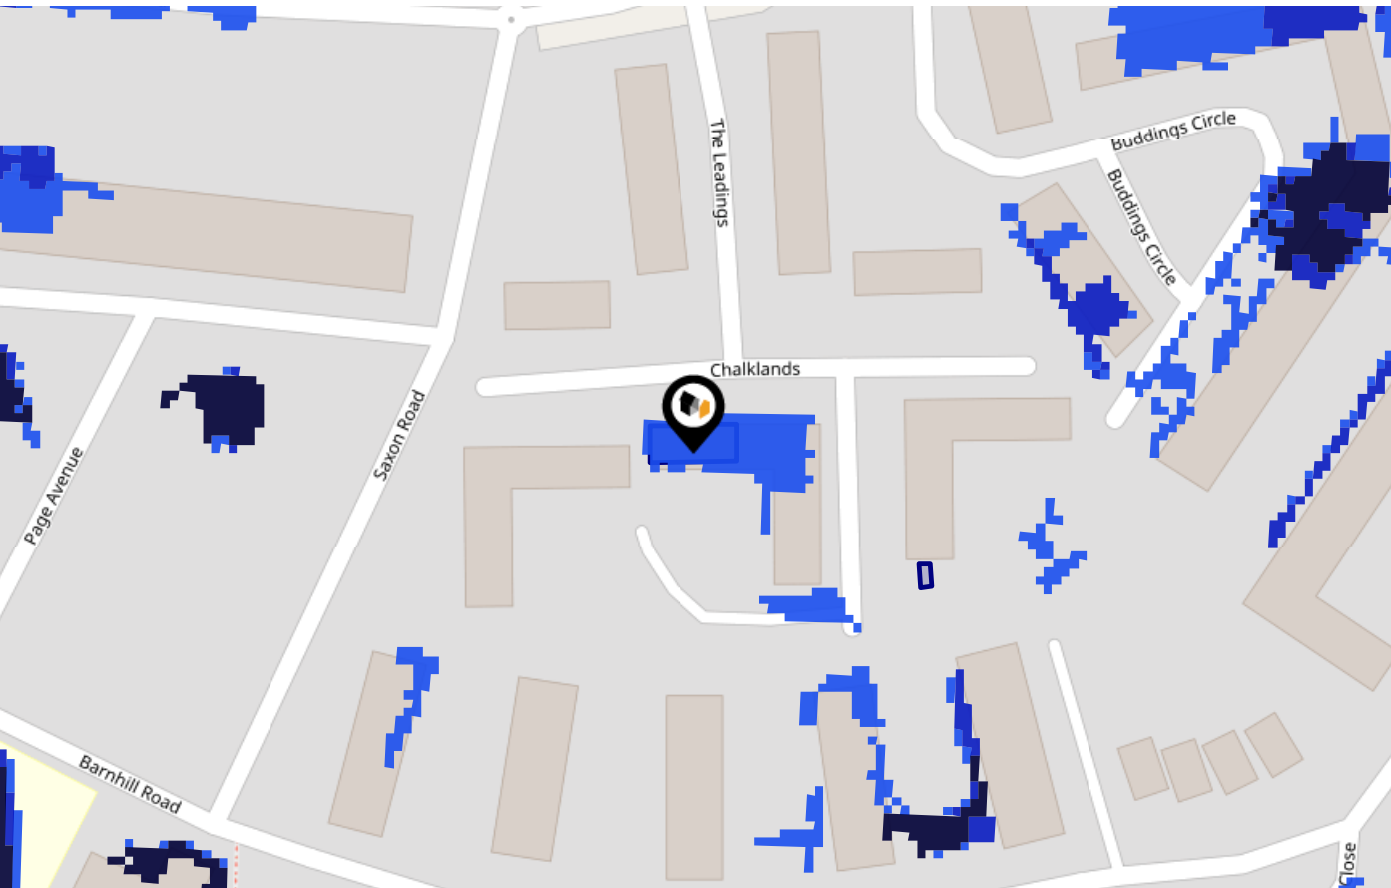 The Leadings
Buddings Circle
Buddings Circle
Chalklands
Saxon Road
Page Avenue
Barnhill Road
Close